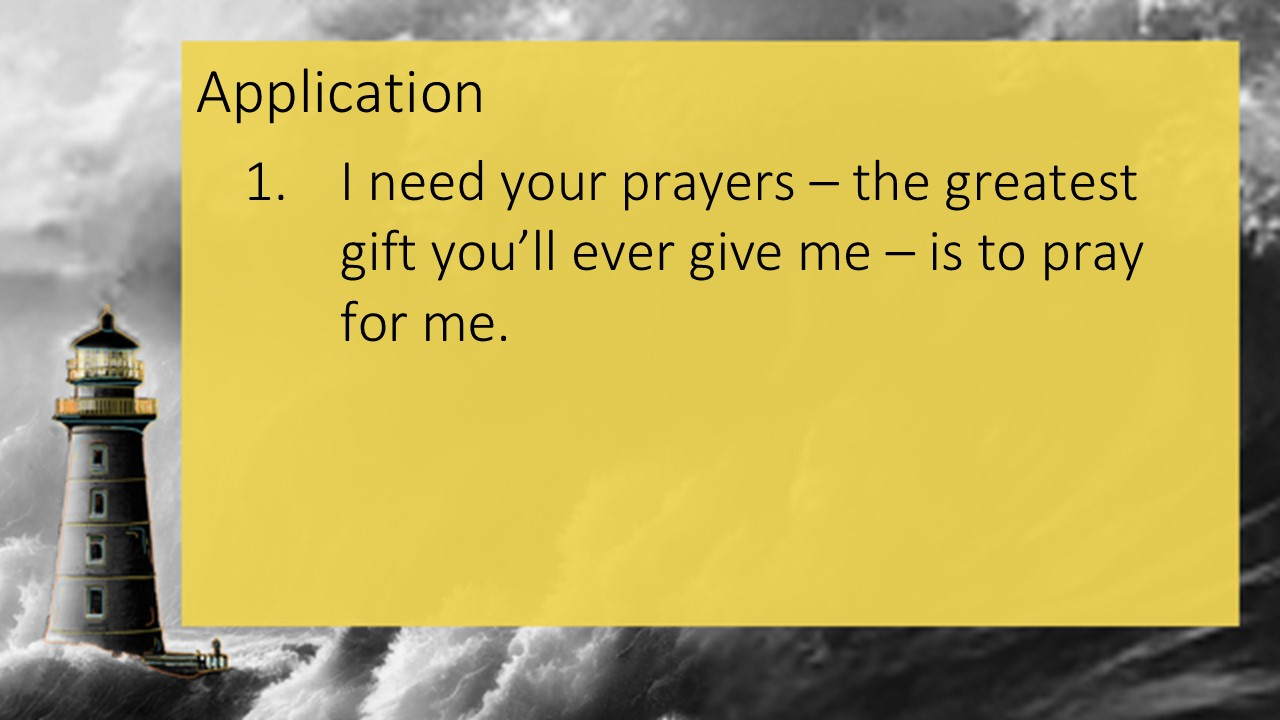 Application
1. I need your prayers – the greatest
gift you’ll ever give me – is to pray
for me.